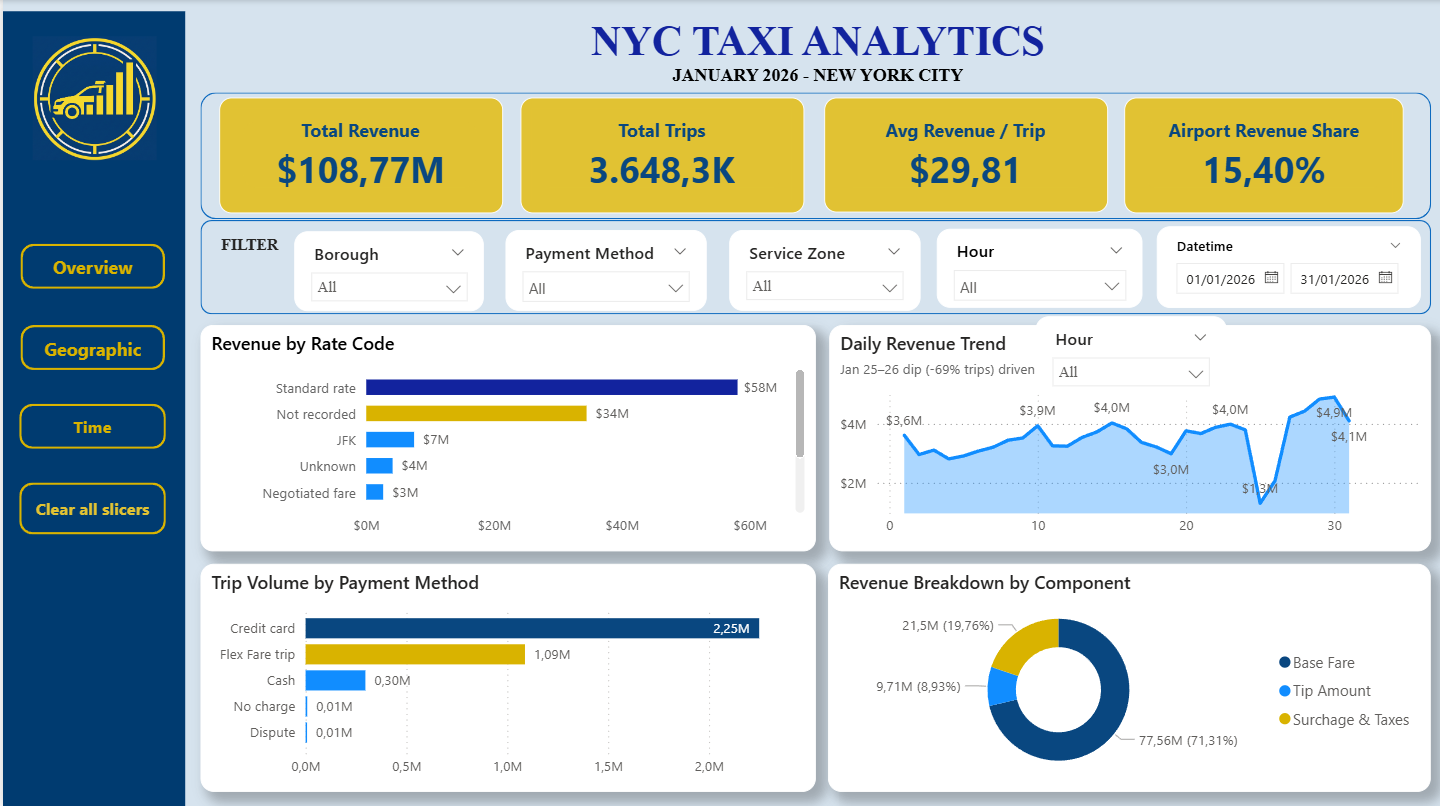 NYC TAXI ANALYTICS
JANUARY 2026 - NEW YORK CITY
Total Revenue
$108,77M
Total Trips
3.648,3K
Avg Revenue / Trip
$29,81
Airport Revenue Share
15,40%
Overview
Geographic
Time
Clear all slicers
FILTER
Borough
All
Payment Method
All
Service Zone
All
Hour
All
Datetime
01/01/2026
31/01/2026
Revenue by Rate Code
Standard rate $58M
Not recorded $34M
JFK $7M
Unknown $4M
Negotiated fare $3M
$0M $20M $40M $60M
Daily Revenue Trend
Jan 25–26 dip (-69% trips) driven
Hour
All
$4M
$2M
$3,6M
$3,9M
$4,0M
$3,0M
$4,0M
$1,3M
$4,9M
$4,1M
0 10 20 30
Trip Volume by Payment Method
Credit card 2,25M
Flex Fare trip 1,09M
Cash 0,30M
No charge 0,01M
Dispute 0,01M
0,0M 0,5M 1,0M 1,5M 2,0M
Revenue Breakdown by Component
21,5M (19,76%)
9,71M (8,93%)
77,56M (71,31%)
Base Fare
Tip Amount
Surchage & Taxes